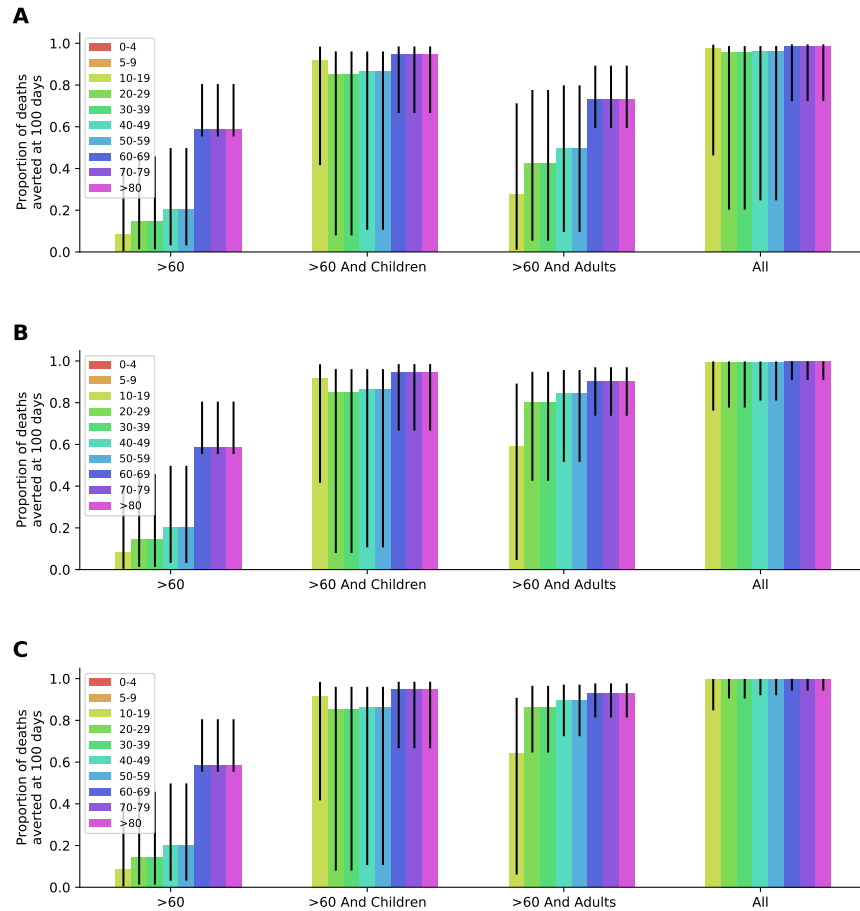 A
Proportion of deaths
averted at 100 days
1.0
0.8
0.6
0.4
0.2
0.0
0-4
5-9
10-19
20-29
30-39
40-49
50-59
60-69
70-79
>80
>60
>60 And Children
>60 And Adults
All
B
Proportion of deaths
averted at 100 days
1.0
0.8
0.6
0.4
0.2
0.0
0-4
5-9
10-19
20-29
30-39
40-49
50-59
60-69
70-79
>80
>60
>60 And Children
>60 And Adults
All
C
Proportion of deaths
averted at 100 days
1.0
0.8
0.6
0.4
0.2
0.0
0-4
5-9
10-19
20-29
30-39
40-49
50-59
60-69
70-79
>80
>60
>60 And Children
>60 And Adults
All